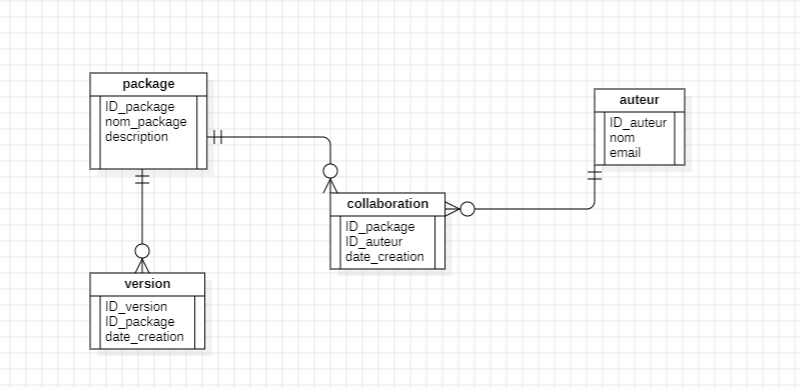 package
ID_package
nom_package
description
auteur
ID_auteur
nom
email
collaboration
ID_package
ID_auteur
date_creation
version
ID_version
ID_package
date_creation